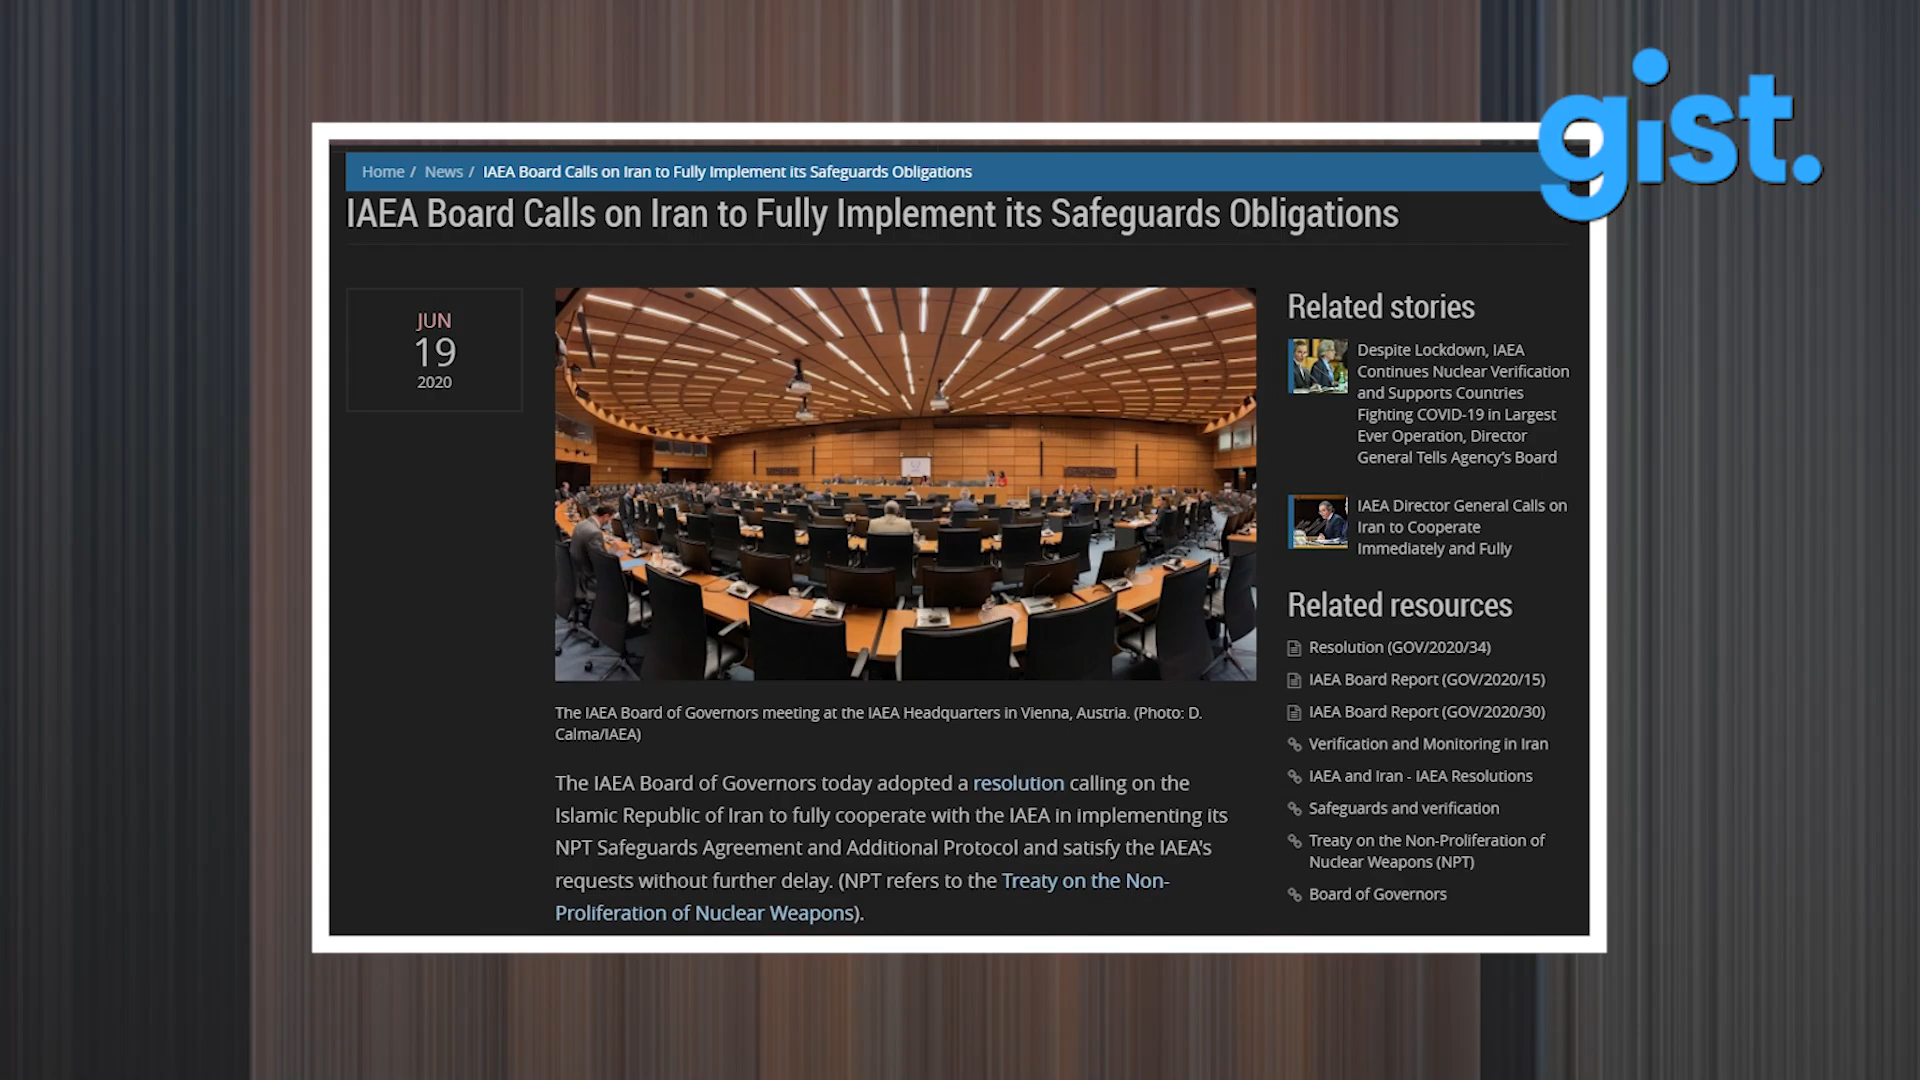 gist.
Home / News / IAEA Board Calls on Iran to Fully Implement its Safeguards Obligations
IAEA Board Calls on Iran to Fully Implement its Safeguards Obligations
JUN
19
2020
The IAEA Board of Governors meeting at the IAEA Headquarters in Vienna, Austria. (Photo: D.
Calma/IAEA)
The IAEA Board of Governors today adopted a resolution calling on the
Islamic Republic of Iran to fully cooperate with the IAEA in implementing its
NPT Safeguards Agreement and Additional Protocol and satisfy the IAEA's
requests without further delay. (NPT refers to the Treaty on the Non-
Proliferation of Nuclear Weapons).
Related stories
Despite Lockdown, IAEA
Continues Nuclear Verification
and Supports Countries
Fighting COVID-19 in Largest
Ever Operation, Director
General Tells Agency's Board
IAEA Director General Calls on
Iran to Cooperate
Immediately and Fully
Related resources
Resolution (GOV/2020/34)
IAEA Board Report (GOV/2020/15)
IAEA Board Report (GOV/2020/30)
Verification and Monitoring in Iran
IAEA and Iran - IAEA Resolutions
Safeguards and verification
Treaty on the Non-Proliferation of
Nuclear Weapons (NPT)
Board of Governors